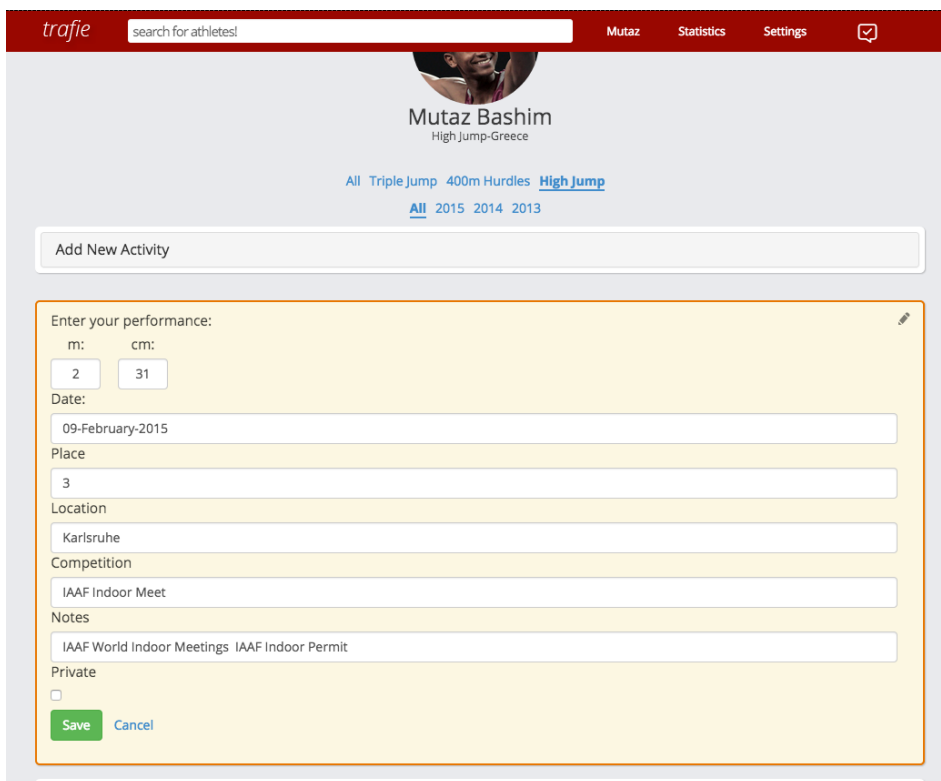 trafie search for athletes! Mutaz Statistics Settings
Mutaz Bashim
High Jump-Greece
All Triple Jump 400m Hurdles High Jump
All 2015 2014 2013
Add New Activity
Enter your performance:
m: cm:
2 31
Date:
09-February-2015
Place
3
Location
Karlsruhe
Competition
IAAF Indoor Meet
Notes
IAAF World Indoor Meetings IAAF Indoor Permit
Private
Save Cancel